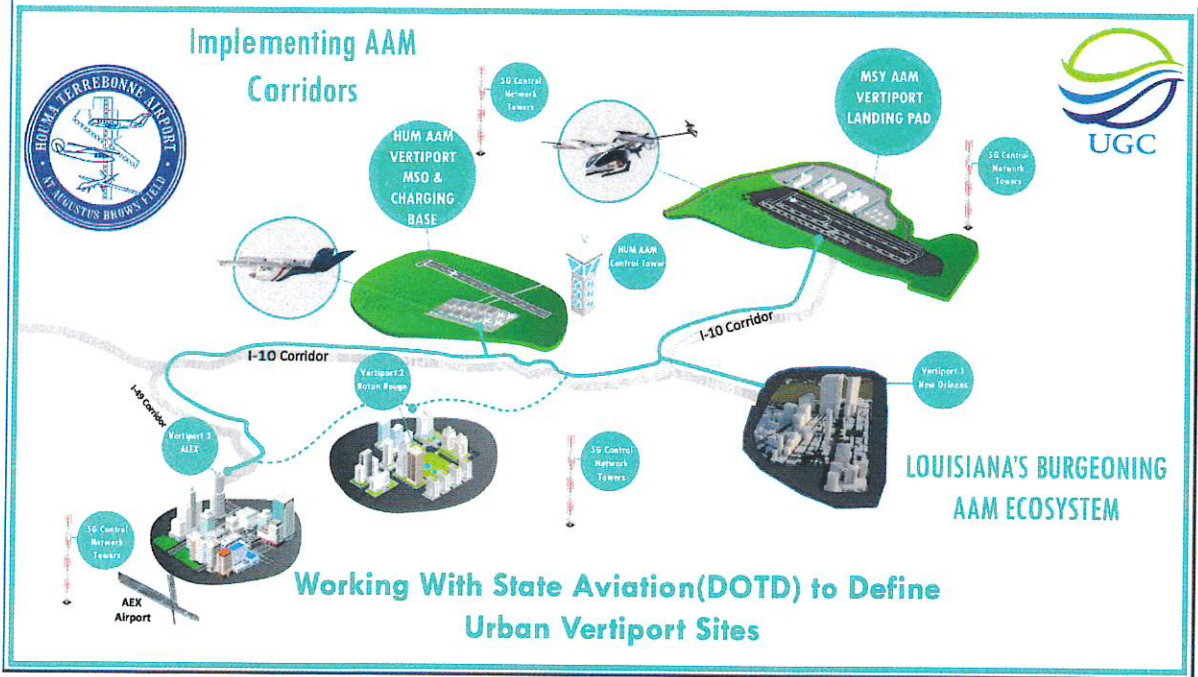 Implementing AAM
Corridors
HOUMA TERREBONNE AIRPORT
AT AUGUSTUS BROWN FIELD
5G Control
Network
Towers
HUM AAM
VERTIPORT
MSO &
CHARGING
BASE
MSY AAM
VERTIPORT
LANDING PAD
UGC
5G Control
Network
Towers
HUM AAM
Control Tower
I-10 Corridor
I-10 Corridor
I-49 Corridor
Vertiport 2
Baton Rouge
Vertiport 1
New Orleans
Vertiport 3
ALEX
5G Control
Network
Towers
LOUISIANA'S BURGEONING
AAM ECOSYSTEM
5G Control
Network
Towers
AEX
Airport
Working With State Aviation(DOTD) to Define
Urban Vertiport Sites